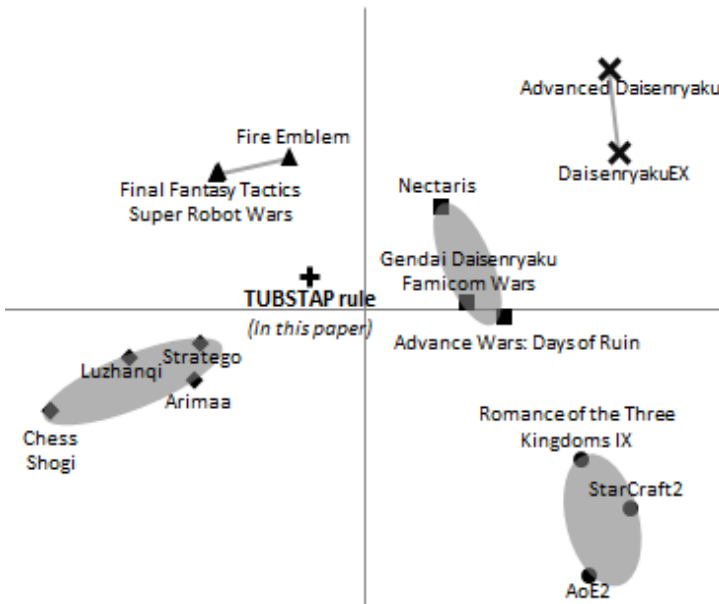 Advanced Daisenryaku
Fire Emblem
DaisenryakuEX
Final Fantasy Tactics
Super Robot Wars
Nectaris
Gendai Daisenryaku
Famicom Wars
TUBSTAP rule
(In this paper)
Advance Wars: Days of Ruin
Stratego
Luzhanqi
Arimaa
Chess
Shogi
Romance of the Three
Kingdoms IX
StarCraft2
AoE2